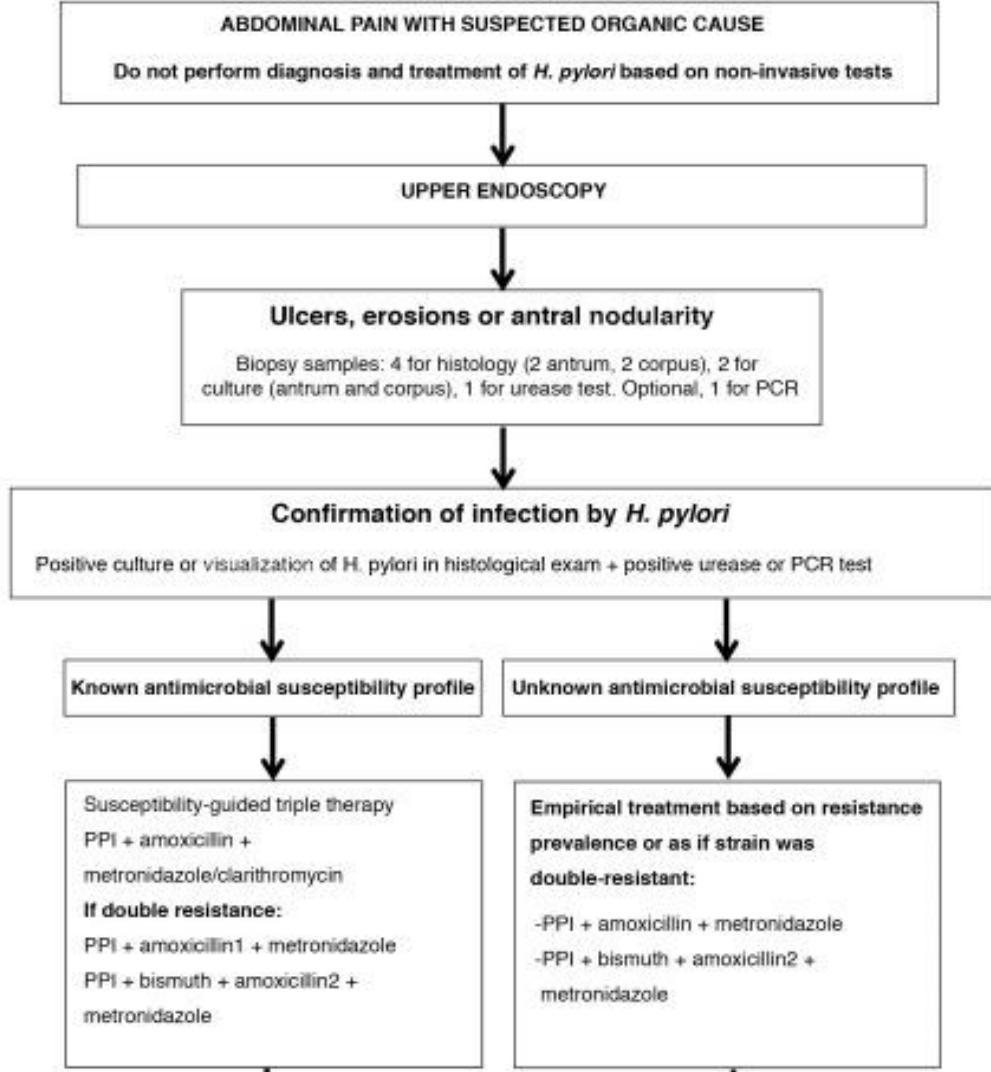 ABDOMINAL PAIN WITH SUSPECTED ORGANIC CAUSE
Do not perform diagnosis and treatment of H. pylori based on non-invasive tests
UPPER ENDOSCOPY
Ulcers, erosions or antral nodularity
Biopsy samples: 4 for histology (2 antrum, 2 corpus), 2 for
culture (antrum and corpus), 1 for urease test. Optional, 1 for PCR
Confirmation of infection by H. pylori
Positive culture or visualization of H. pylori in histological exam + positive urease or PCR test
Known antimicrobial susceptibility profile
Unknown antimicrobial susceptibility profile
Susceptibility-guided triple therapy
PPI + amoxicillin +
metronidazole/clarithromycin
If double resistance:
PPI + amoxicillin1 + metronidazole
PPI + bismuth + amoxicillin2 +
metronidazole
Empirical treatment based on resistance
prevalence or as if strain was
double-resistant:
-PPI + amoxicillin + metronidazole
-PPI + bismuth + amoxicillin2 +
metronidazole